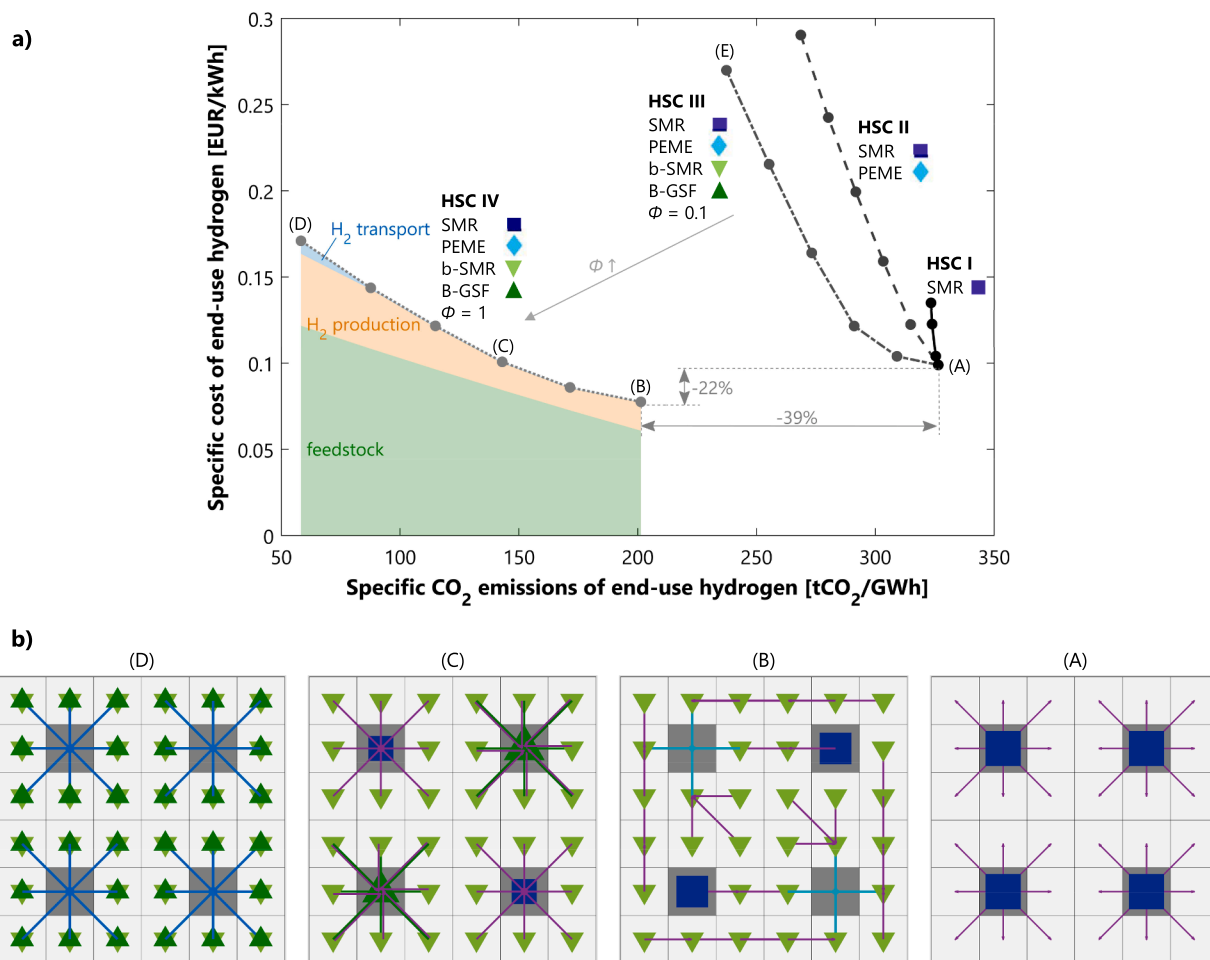 a)
Specific cost of end-use hydrogen [EUR/kWh]
0.3
0.25
0.2
0.15
0.1
0.05
0
50
100
150
200
250
300
350
Specific CO2 emissions of end-use hydrogen [tCO2/GWh]
(E)
HSC III
SMR
PEME
b-SMR
B-GSF
Φ = 0.1
HSC II
SMR
PEME
HSC I
SMR
(A)
HSC IV
SMR
PEME
b-SMR
B-GSF
Φ = 1
(D)
H2 transport
Φ ↑
H2 production
(C)
(B)
-22%
-39%
feedstock
b)
(D)
(C)
(B)
(A)